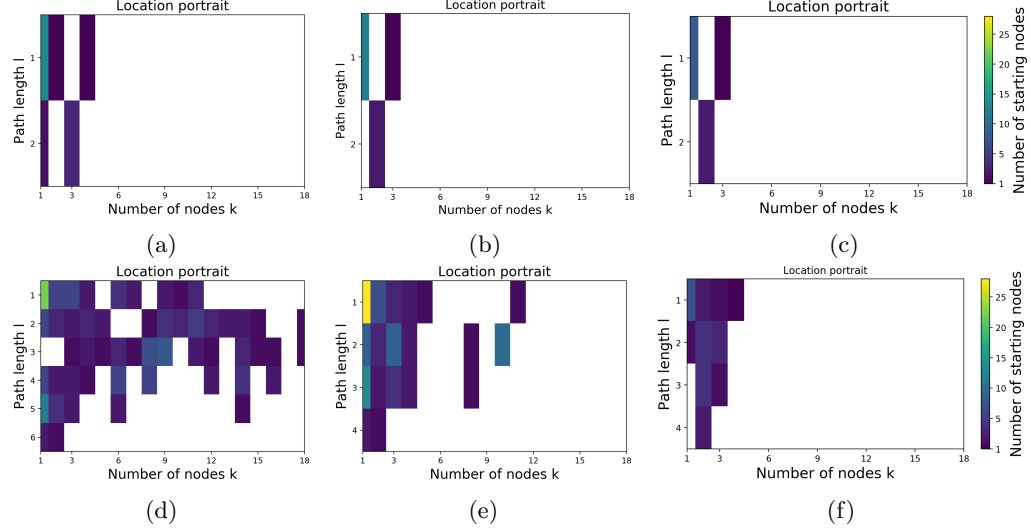 Location portrait
Path length l
1
2
1 3 6 9 12 15 18
Number of nodes k
(a)
Location portrait
Path length l
1
2
1 3 6 9 12 15 18
Number of nodes k
(b)
Location portrait
Path length l
1
2
1 3 6 9 12 15 18
Number of nodes k
25
20
15
10
5
1
Number of starting nodes
(c)
Location portrait
Path length l
1
2
3
4
5
6
1 3 6 9 12 15 18
Number of nodes k
(d)
Location portrait
Path length l
1
2
3
4
1 3 6 9 12 15 18
Number of nodes k
(e)
Location portrait
Path length l
1
2
3
4
1 3 6 9 12 15 18
Number of nodes k
25
20
15
10
5
1
Number of starting nodes
(f)